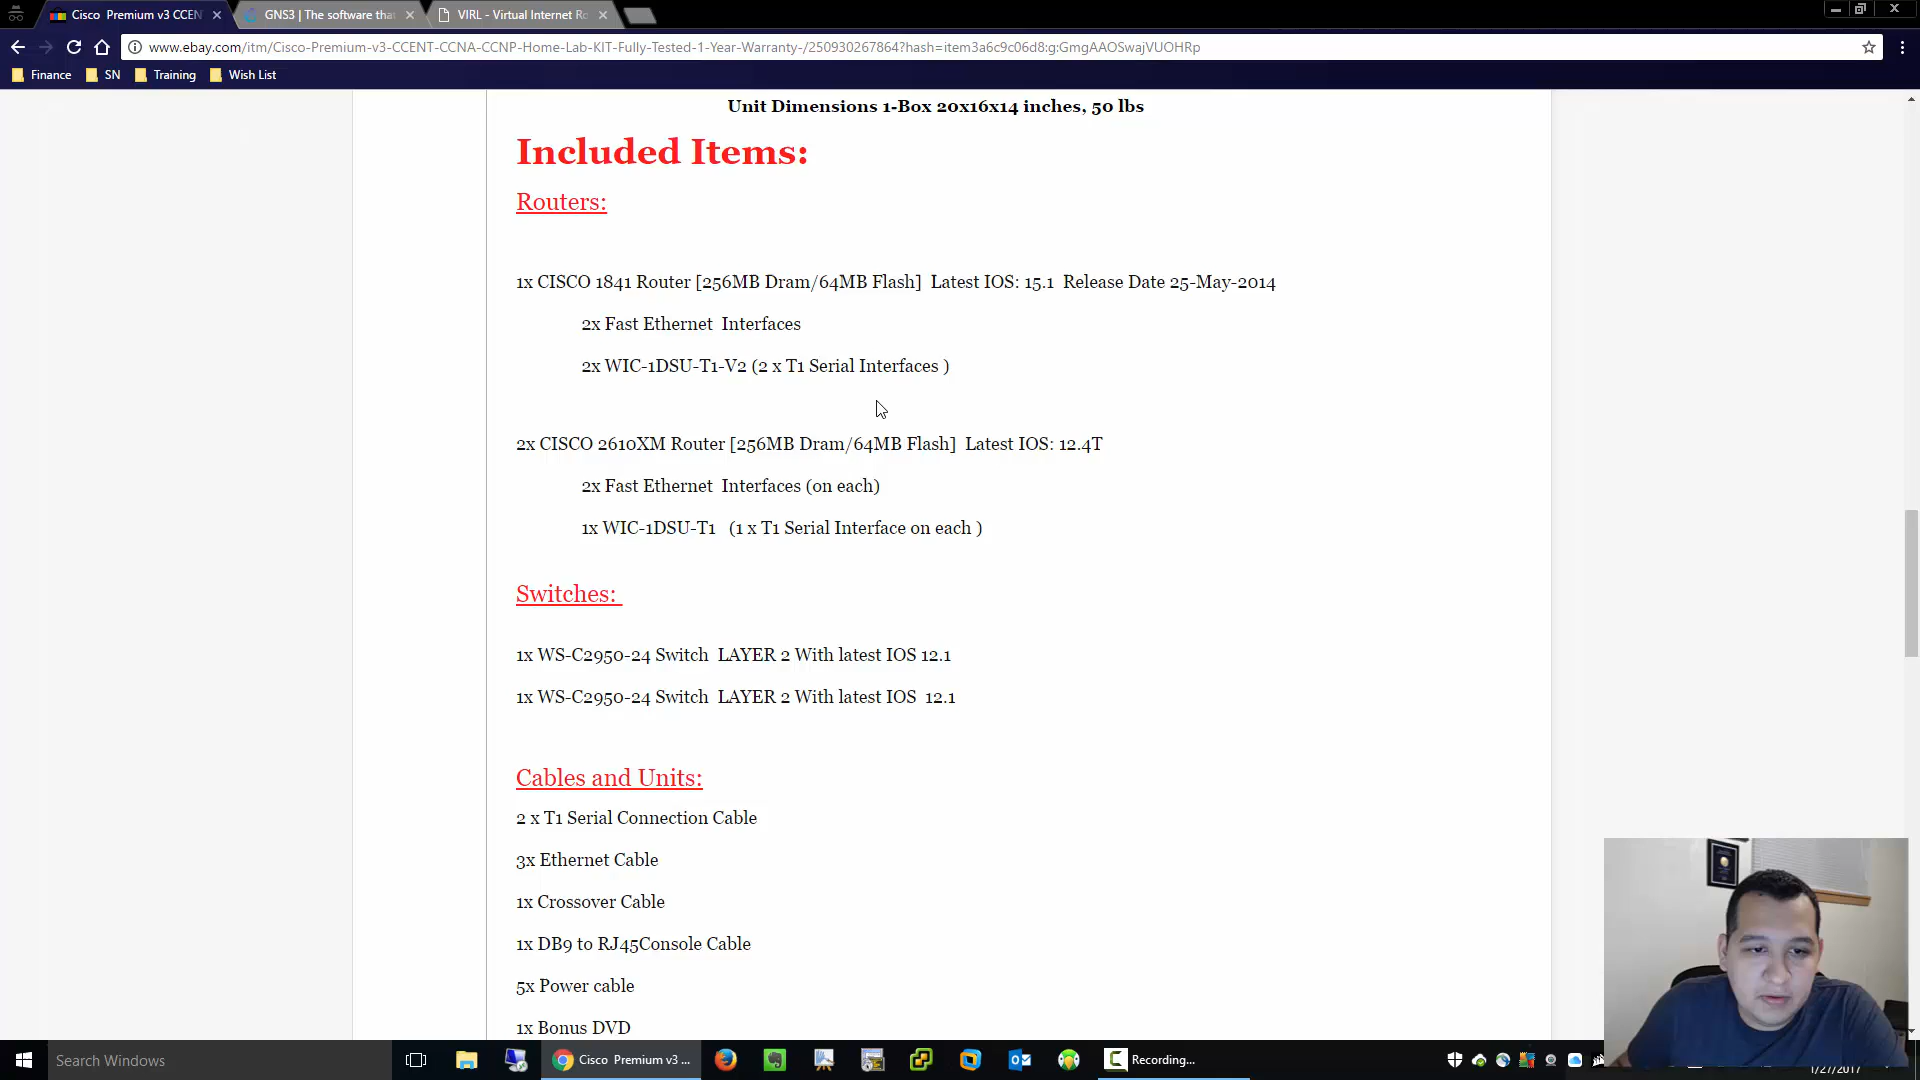 Cisco Premium v3 CCEN
GNS3 | The software tha
VIRL - Virtual Internet Ro
www.ebay.com/itm/Cisco-Premium-v3-CCENT-CCNA-CCNP-Home-Lab-KIT-Fully-Tested-1-Year-Warranty-/250930267864?hash=item3a6c9c06d8:g:GmgAAOSwajVUOHRp
Finance SN Training Wish List
Unit Dimensions 1-Box 20x16x14 inches, 50 lbs
Included Items:
Routers:
1x CISCO 1841 Router [256MB Dram/64MB Flash] Latest IOS: 15.1 Release Date 25-May-2014
2x Fast Ethernet Interfaces
2x WIC-1DSU-T1-V2 (2 x T1 Serial Interfaces )
2x CISCO 2610XM Router [256MB Dram/64MB Flash] Latest IOS: 12.4T
2x Fast Ethernet Interfaces (on each)
1x WIC-1DSU-T1 (1 x T1 Serial Interface on each )
Switches:
1x WS-C2950-24 Switch LAYER 2 With latest IOS 12.1
1x WS-C2950-24 Switch LAYER 2 With latest IOS 12.1
Cables and Units:
2 x T1 Serial Connection Cable
3x Ethernet Cable
1x Crossover Cable
1x DB9 to RJ45Console Cable
5x Power cable
1x Bonus DVD
Search Windows
Cisco Premium v3 ...
Recording...
1/27/2017